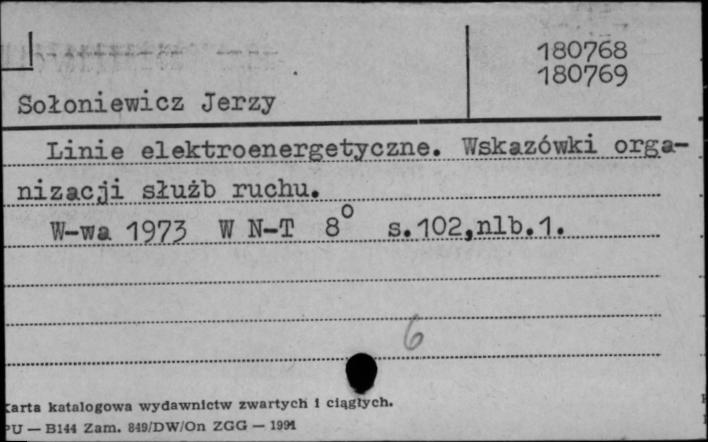 180768
180769
Sołoniewicz Jerzy
Linie elektroenergetyczne. Wskazówki orga-
nizacji służb ruchu.
W-wa 1973 W N-T 8° s.102,nlb.1.
6
Karta katalogowa wydawnictw zwartych i ciągłych.
PU — B144 Zam. 849/DW/On ZGG — 1991